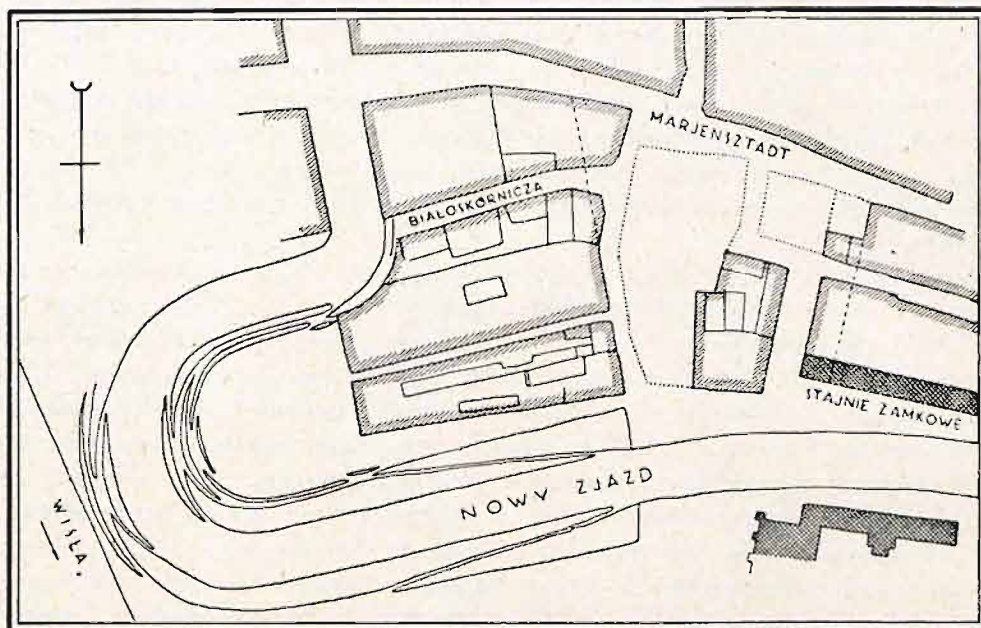 MARJENSZTADT
BIAŁOSKÓRNICZA
STAJNIE ZAMKOWE
NOWY ZJAZD
WISŁA.